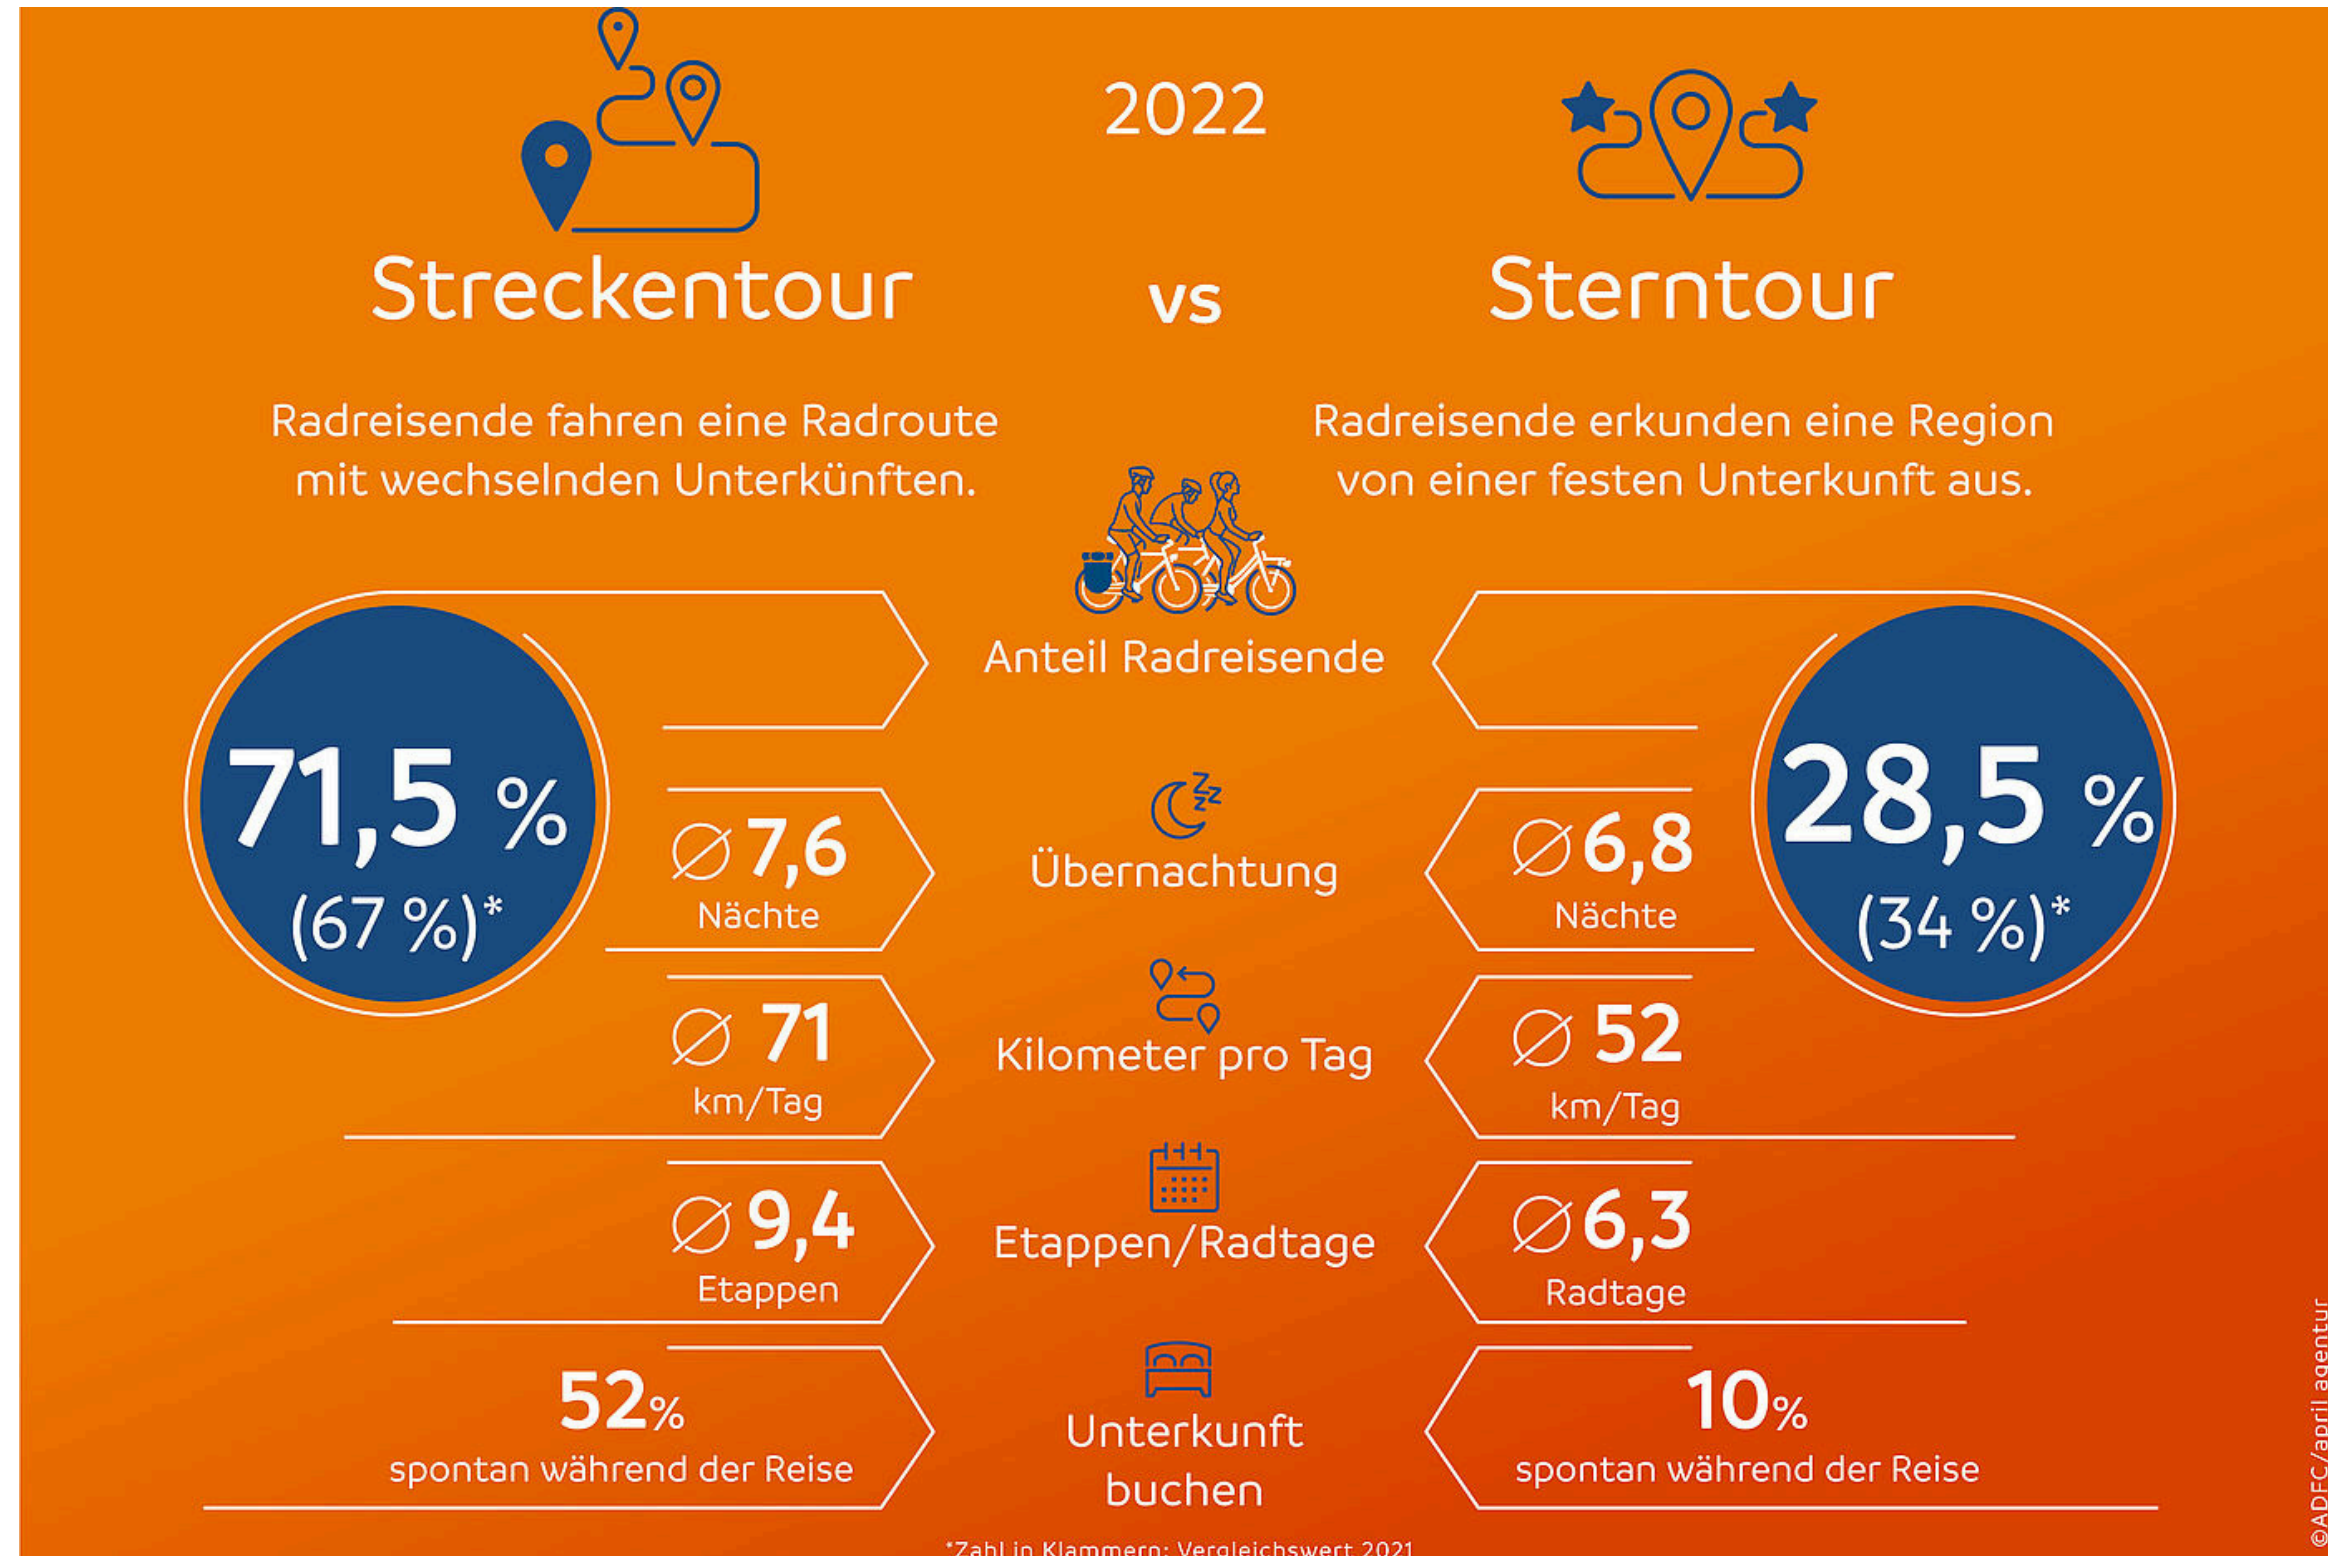 2022
Streckentour
vs
Sterntour
Radreisende fahren eine Radroute
mit wechselnden Unterkünften.
Radreisende erkunden eine Region
von einer festen Unterkunft aus.
Anteil Radreisende
71,5 %
(67 %)*
28,5 %
(34 %)*
Ø 7,6
Nächte
Übernachtung
Ø 6,8
Nächte
Ø 71
km/Tag
Kilometer pro Tag
Ø 52
km/Tag
Ø 9,4
Etappen
Etappen/Radtage
Ø 6,3
Radtage
52%
spontan während der Reise
Unterkunft
buchen
10%
spontan während der Reise
*Zahl in Klammern: Vergleichswert 2021
©ADFC/april agentur